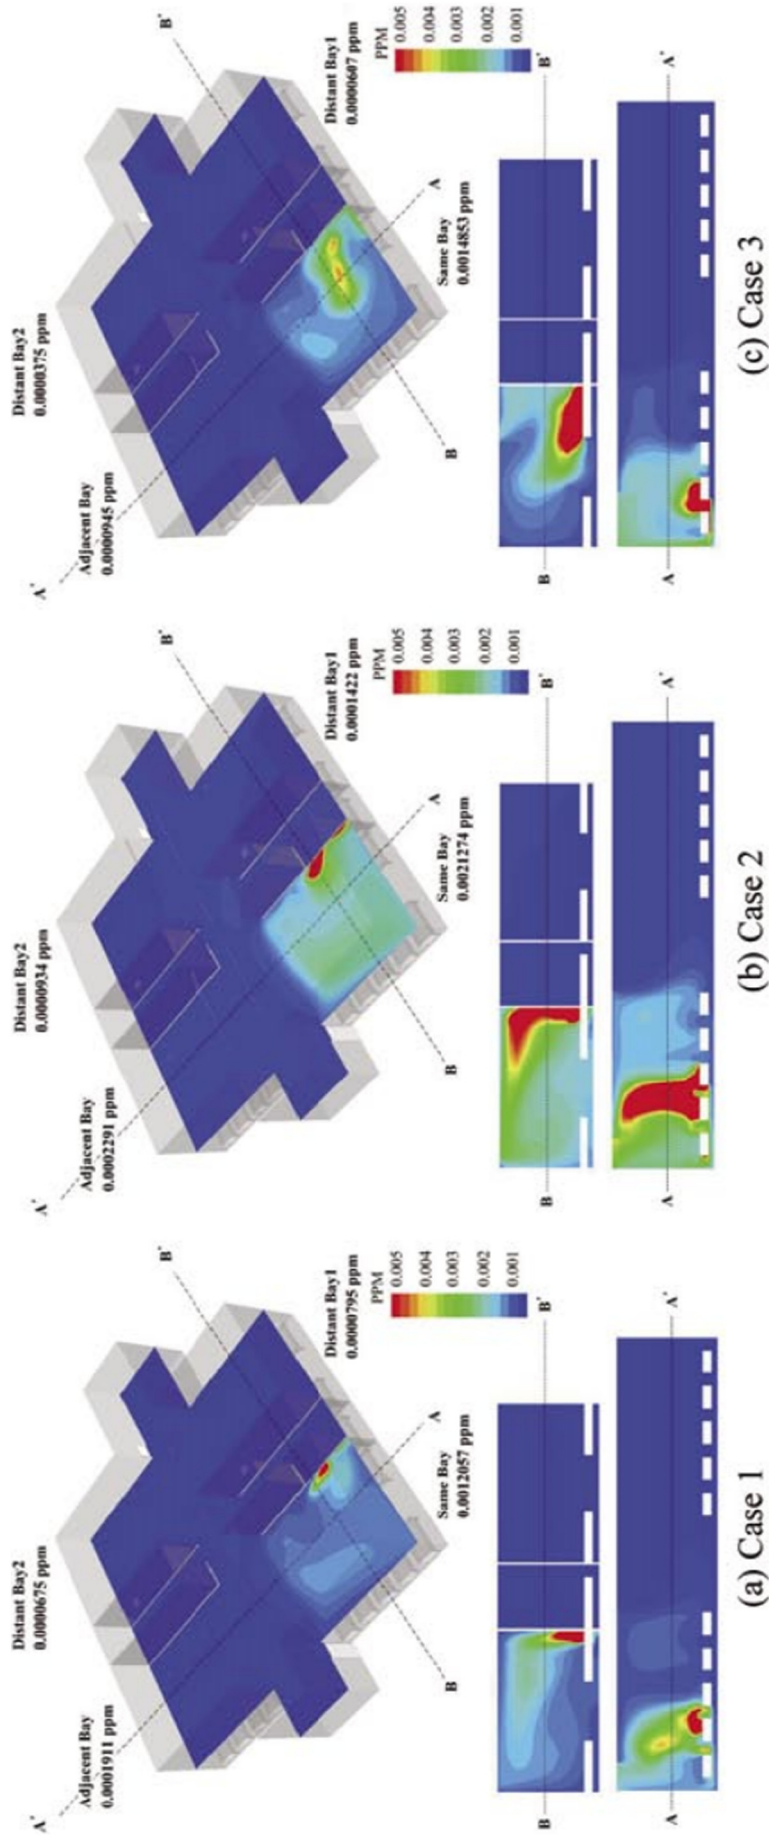 A'
Adjacent Bay
0.0001911 ppm
Distant Bay2
0.0000675 ppm
B'
Distant Bay1
0.0000795 ppm
Same Bay
0.0012057 ppm
A
B
PPM
0.005
0.004
0.003
0.002
0.001
B
B'
A
A'
(a) Case 1
A'
Adjacent Bay
0.0002291 ppm
Distant Bay2
0.0000934 ppm
B'
Distant Bay1
0.0001422 ppm
Same Bay
0.0021274 ppm
A
B
PPM
0.005
0.004
0.003
0.002
0.001
B
B'
A
A'
(b) Case 2
A'
Adjacent Bay
0.0000945 ppm
Distant Bay2
0.0000375 ppm
B'
Distant Bay1
0.0000607 ppm
Same Bay
0.0014853 ppm
A
B
PPM
0.005
0.004
0.003
0.002
0.001
B
B'
A
A'
(c) Case 3